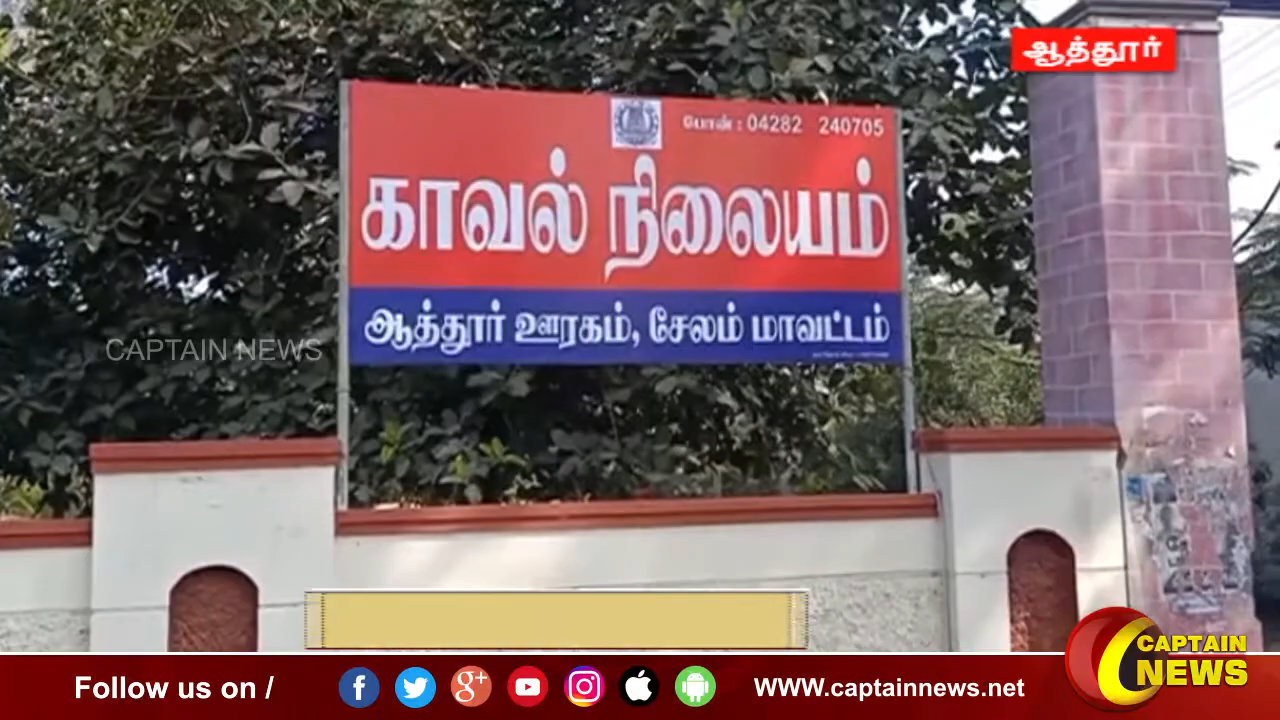 ஆத்தூர்
போன் : 04282 240705
காவல் நிலையம்
ஆத்தூர் ஊரகம், சேலம் மாவட்டம்
CAPTAIN NEWS
Follow us on /
WWW.captainnews.net
CAPTAIN
NEWS